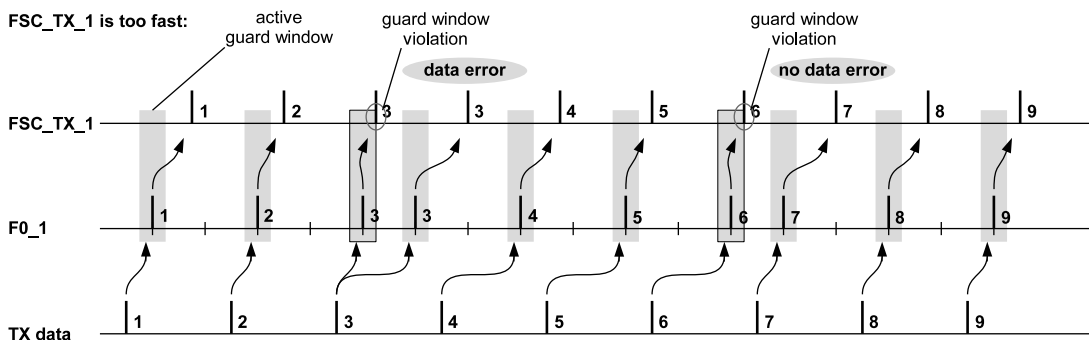 FSC_TX_1 is too fast:
active
guard window
guard window
violation
guard window
violation
data error
no data error
FSC_TX_1
1 2 3 3 4 5 6 7 8 9
F0_1
1 2 3 3 4 5 6 7 8 9
TX data
1 2 3 4 5 6 7 8 9